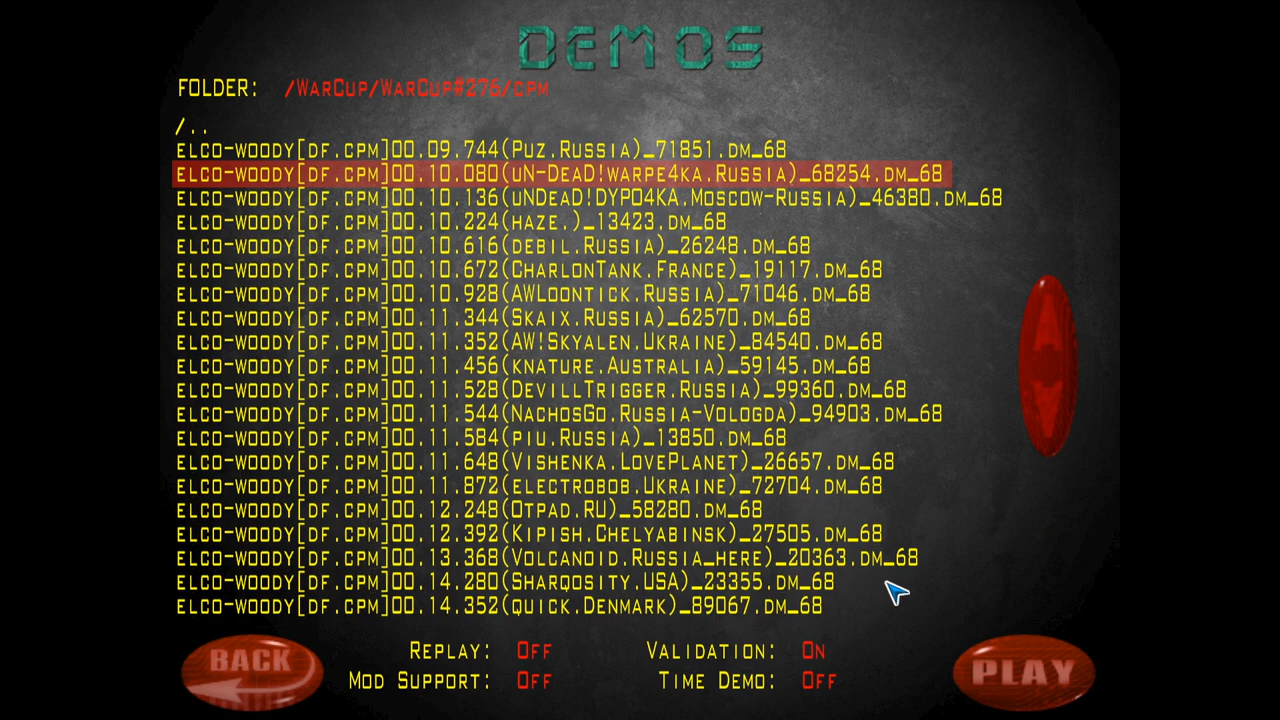 DEMOS
FOLDER: /WarCup/WarCup#276/cpm
/..
elco-woody[df.cpm]00.09.744(Puz.Russia)_71851.dm_68
elco-woody[df.cpm]00.10.080(uN-DeaD!warpe4ka.Russia)_68254.dm_68
elco-woody[df.cpm]00.10.136(uNDeaD!DYPO4KA.Moscow-Russia)_46380.dm_68
elco-woody[df.cpm]00.10.224(haze.)_13423.dm_68
elco-woody[df.cpm]00.10.616(debil.Russia)_26248.dm_68
elco-woody[df.cpm]00.10.672(CharlonTank.France)_19117.dm_68
elco-woody[df.cpm]00.10.928(AWLoontick.Russia)_71046.dm_68
elco-woody[df.cpm]00.11.344(Skaix.Russia)_62570.dm_68
elco-woody[df.cpm]00.11.352(AW!Skyalen.Ukraine)_84540.dm_68
elco-woody[df.cpm]00.11.456(knature.Australia)_59145.dm_68
elco-woody[df.cpm]00.11.528(DevillTrigger.Russia)_99360.dm_68
elco-woody[df.cpm]00.11.544(NachosGo.Russia-Vologda)_94903.dm_68
elco-woody[df.cpm]00.11.584(piu.Russia)_13850.dm_68
elco-woody[df.cpm]00.11.648(Vishenka.LovePlanet)_26657.dm_68
elco-woody[df.cpm]00.11.872(electrobob.Ukraine)_72704.dm_68
elco-woody[df.cpm]00.12.248(Otpad.RU)_58280.dm_68
elco-woody[df.cpm]00.12.392(Kipish.Chelyabinsk)_27505.dm_68
elco-woody[df.cpm]00.13.368(Volcanoid.Russia_here)_20363.dm_68
elco-woody[df.cpm]00.14.280(Sharqosity.USA)_23355.dm_68
elco-woody[df.cpm]00.14.352(quick.Denmark)_89067.dm_68
Replay: Off Validation: On
Mod Support: Off Time Demo: Off
BACK
PLAY